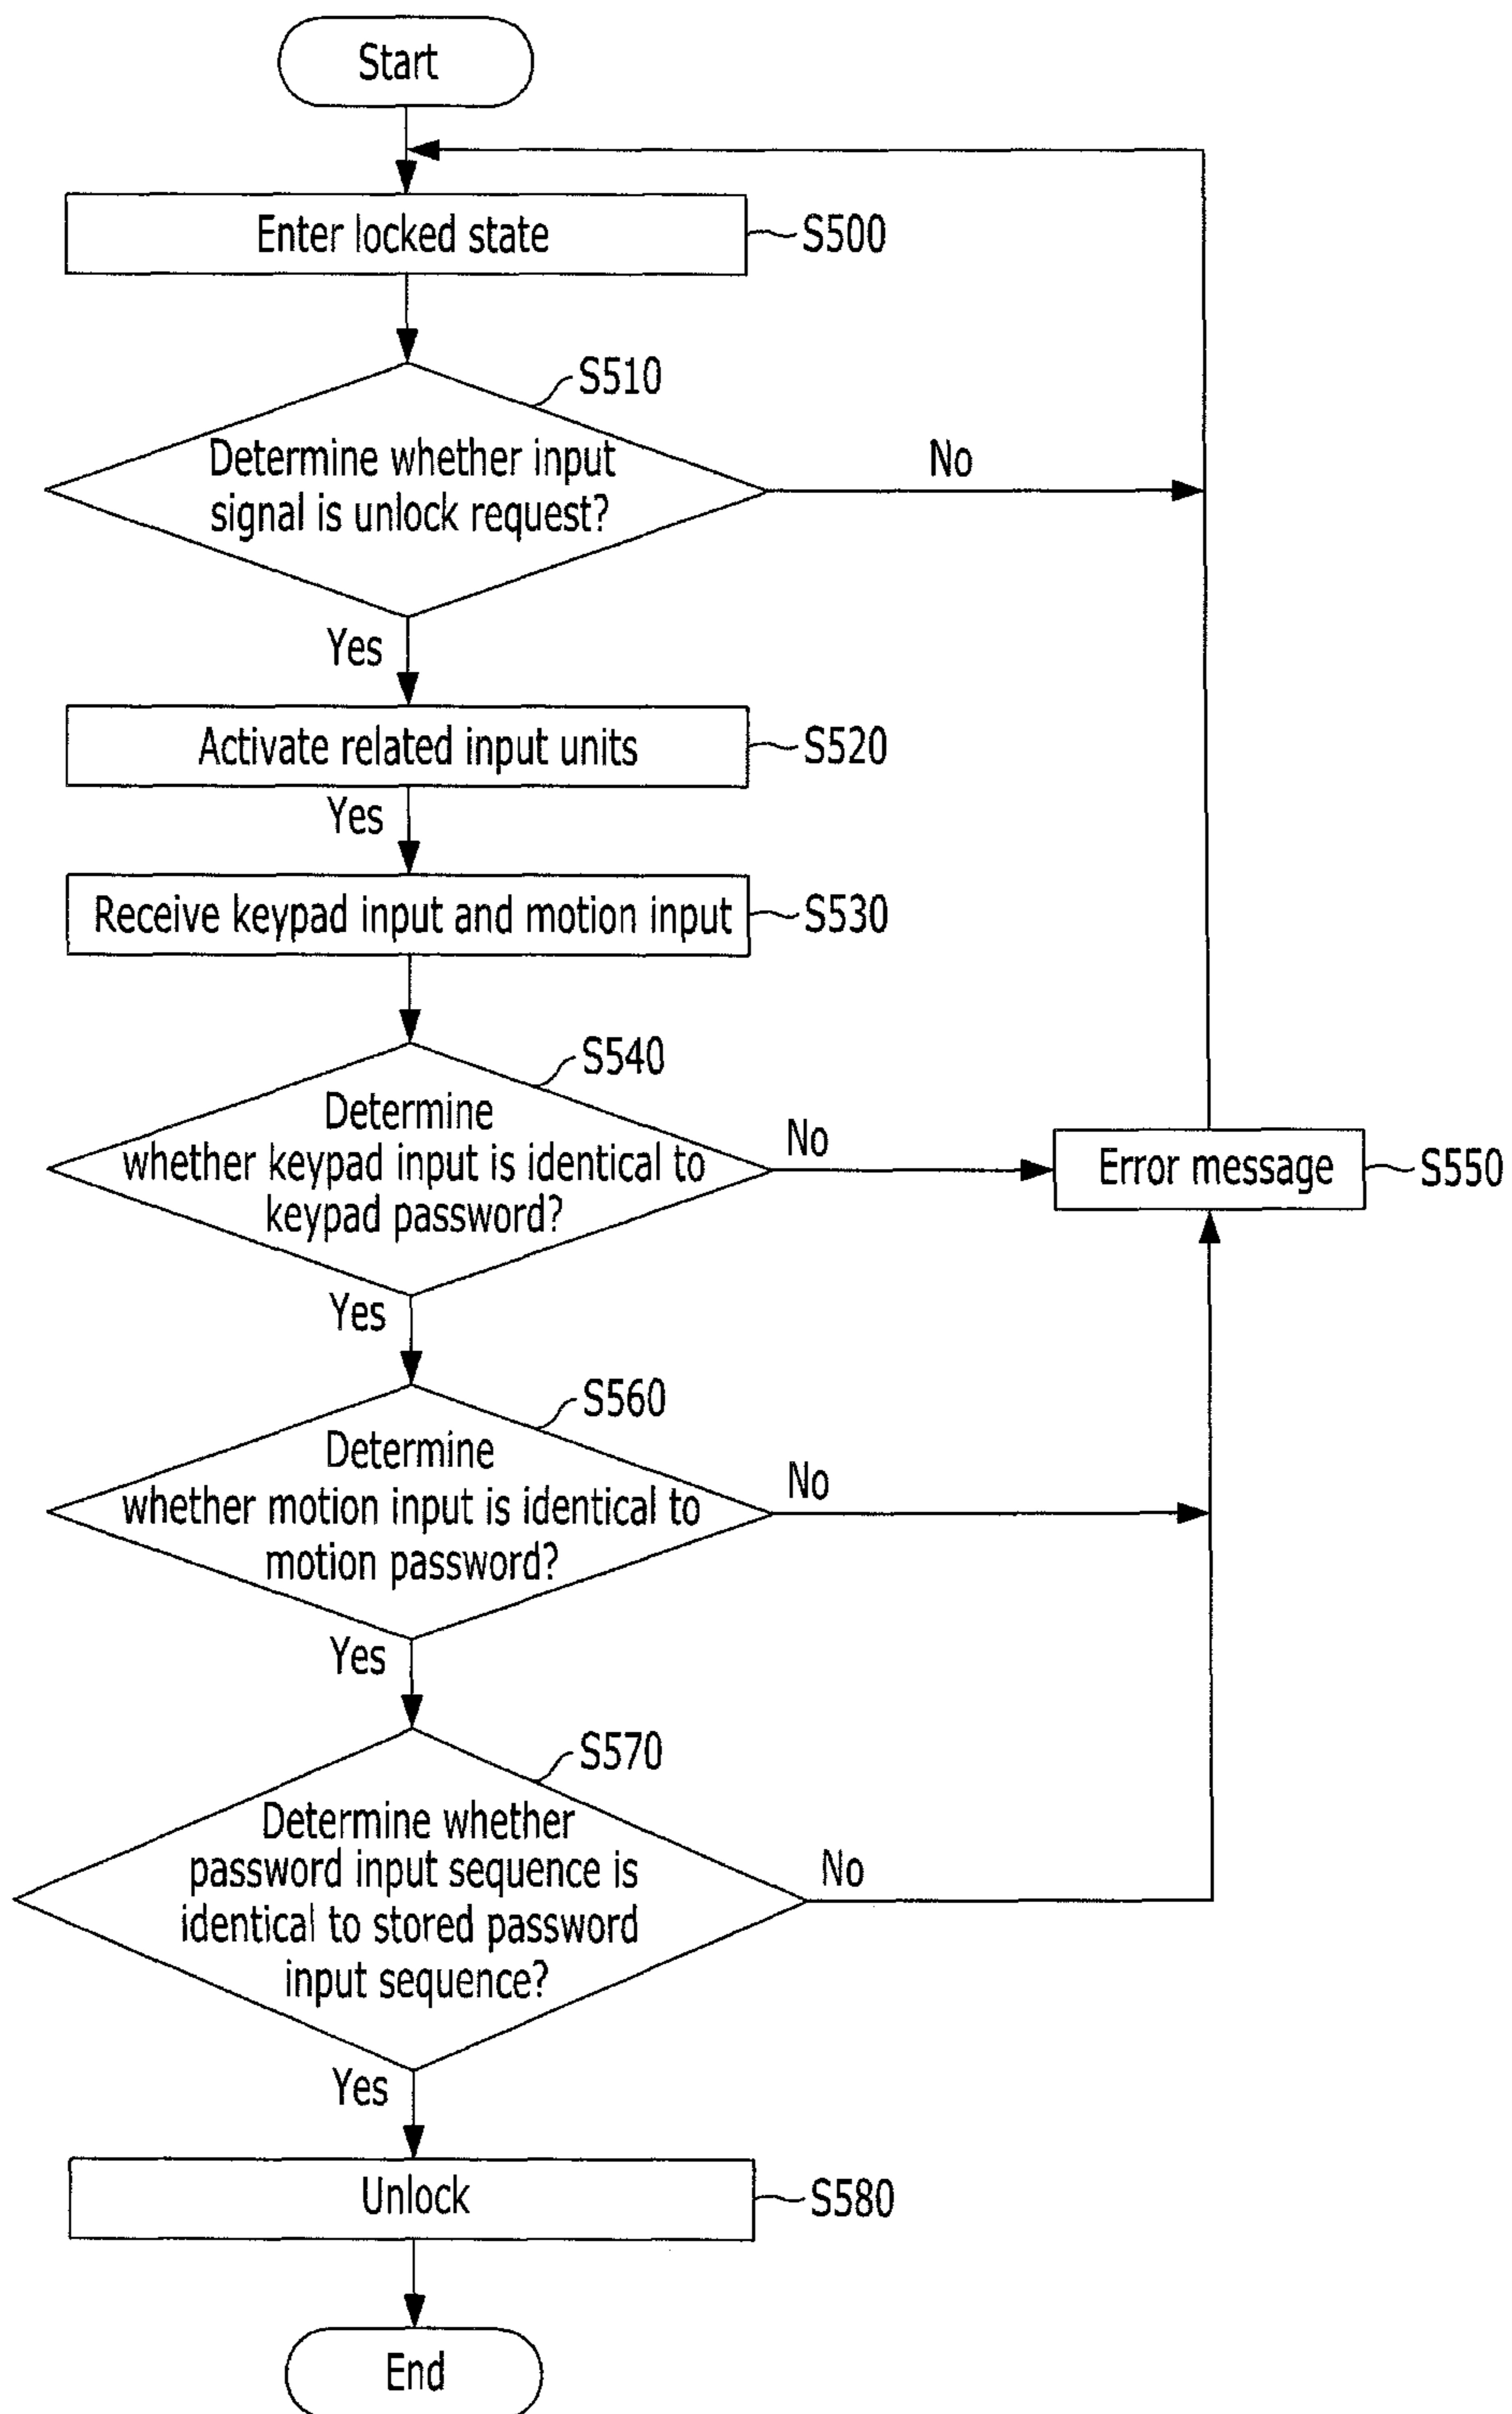 Start
Enter locked state
S500
S510
Determine whether input
signal is unlock request?
No
Yes
Activate related input units
S520
Yes
Receive keypad input and motion input
S530
S540
Determine
whether keypad input is identical to
keypad password?
No
Error message
S550
Yes
S560
Determine
whether motion input is identical to
motion password?
No
Yes
S570
Determine whether
password input sequence is
identical to stored password
input sequence?
No
Yes
Unlock
S580
End